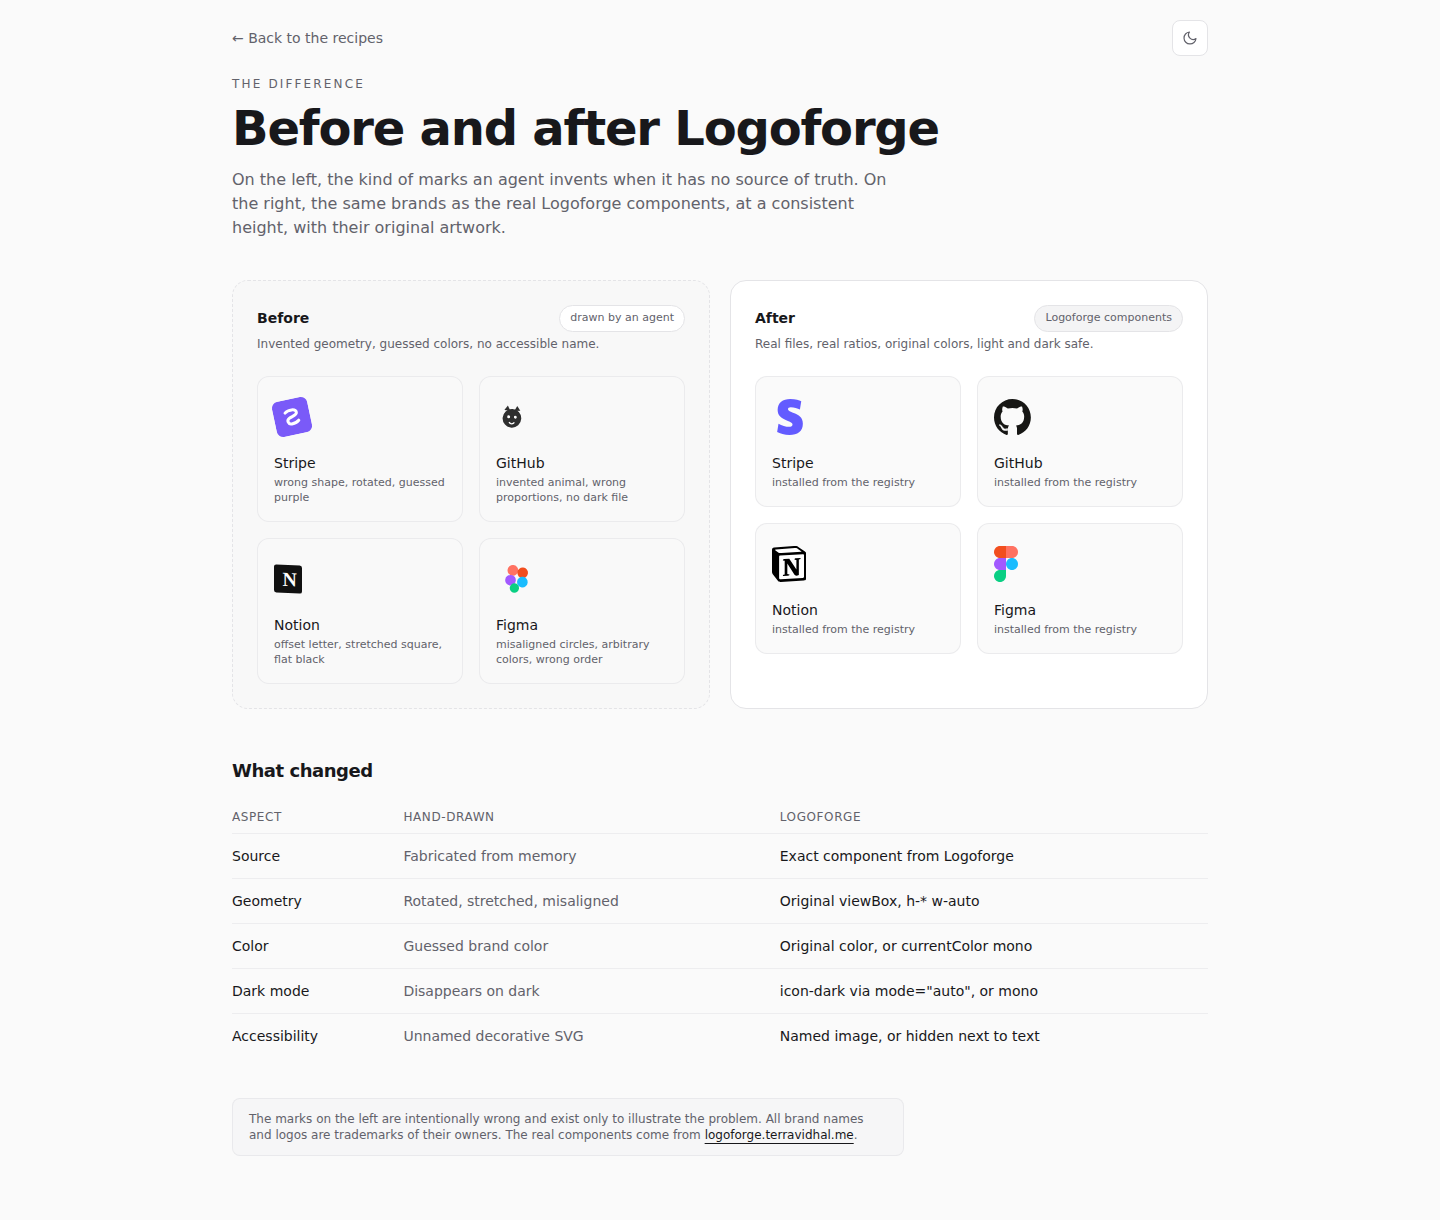 ← Back to the recipes
THE DIFFERENCE
Before and after Logoforge
On the left, the kind of marks an agent invents when it has no source of truth. On
the right, the same brands as the real Logoforge components, at a consistent
height, with their original artwork.
Before
drawn by an agent
Invented geometry, guessed colors, no accessible name.
Stripe
wrong shape, rotated, guessed
purple
GitHub
invented animal, wrong
proportions, no dark file
N
Notion
offset letter, stretched square,
flat black
Figma
misaligned circles, arbitrary
colors, wrong order
After
Logoforge components
Real files, real ratios, original colors, light and dark safe.
S
Stripe
installed from the registry
GitHub
installed from the registry
N
Notion
installed from the registry
Figma
installed from the registry
What changed
ASPECT HAND-DRAWN LOGOFORGE
Source Fabricated from memory Exact component from Logoforge
Geometry Rotated, stretched, misaligned Original viewBox, h-* w-auto
Color Guessed brand color Original color, or currentColor mono
Dark mode Disappears on dark icon-dark via mode="auto", or mono
Accessibility Unnamed decorative SVG Named image, or hidden next to text
The marks on the left are intentionally wrong and exist only to illustrate the problem. All brand names
and logos are trademarks of their owners. The real components come from logoforge.terravidhal.me.